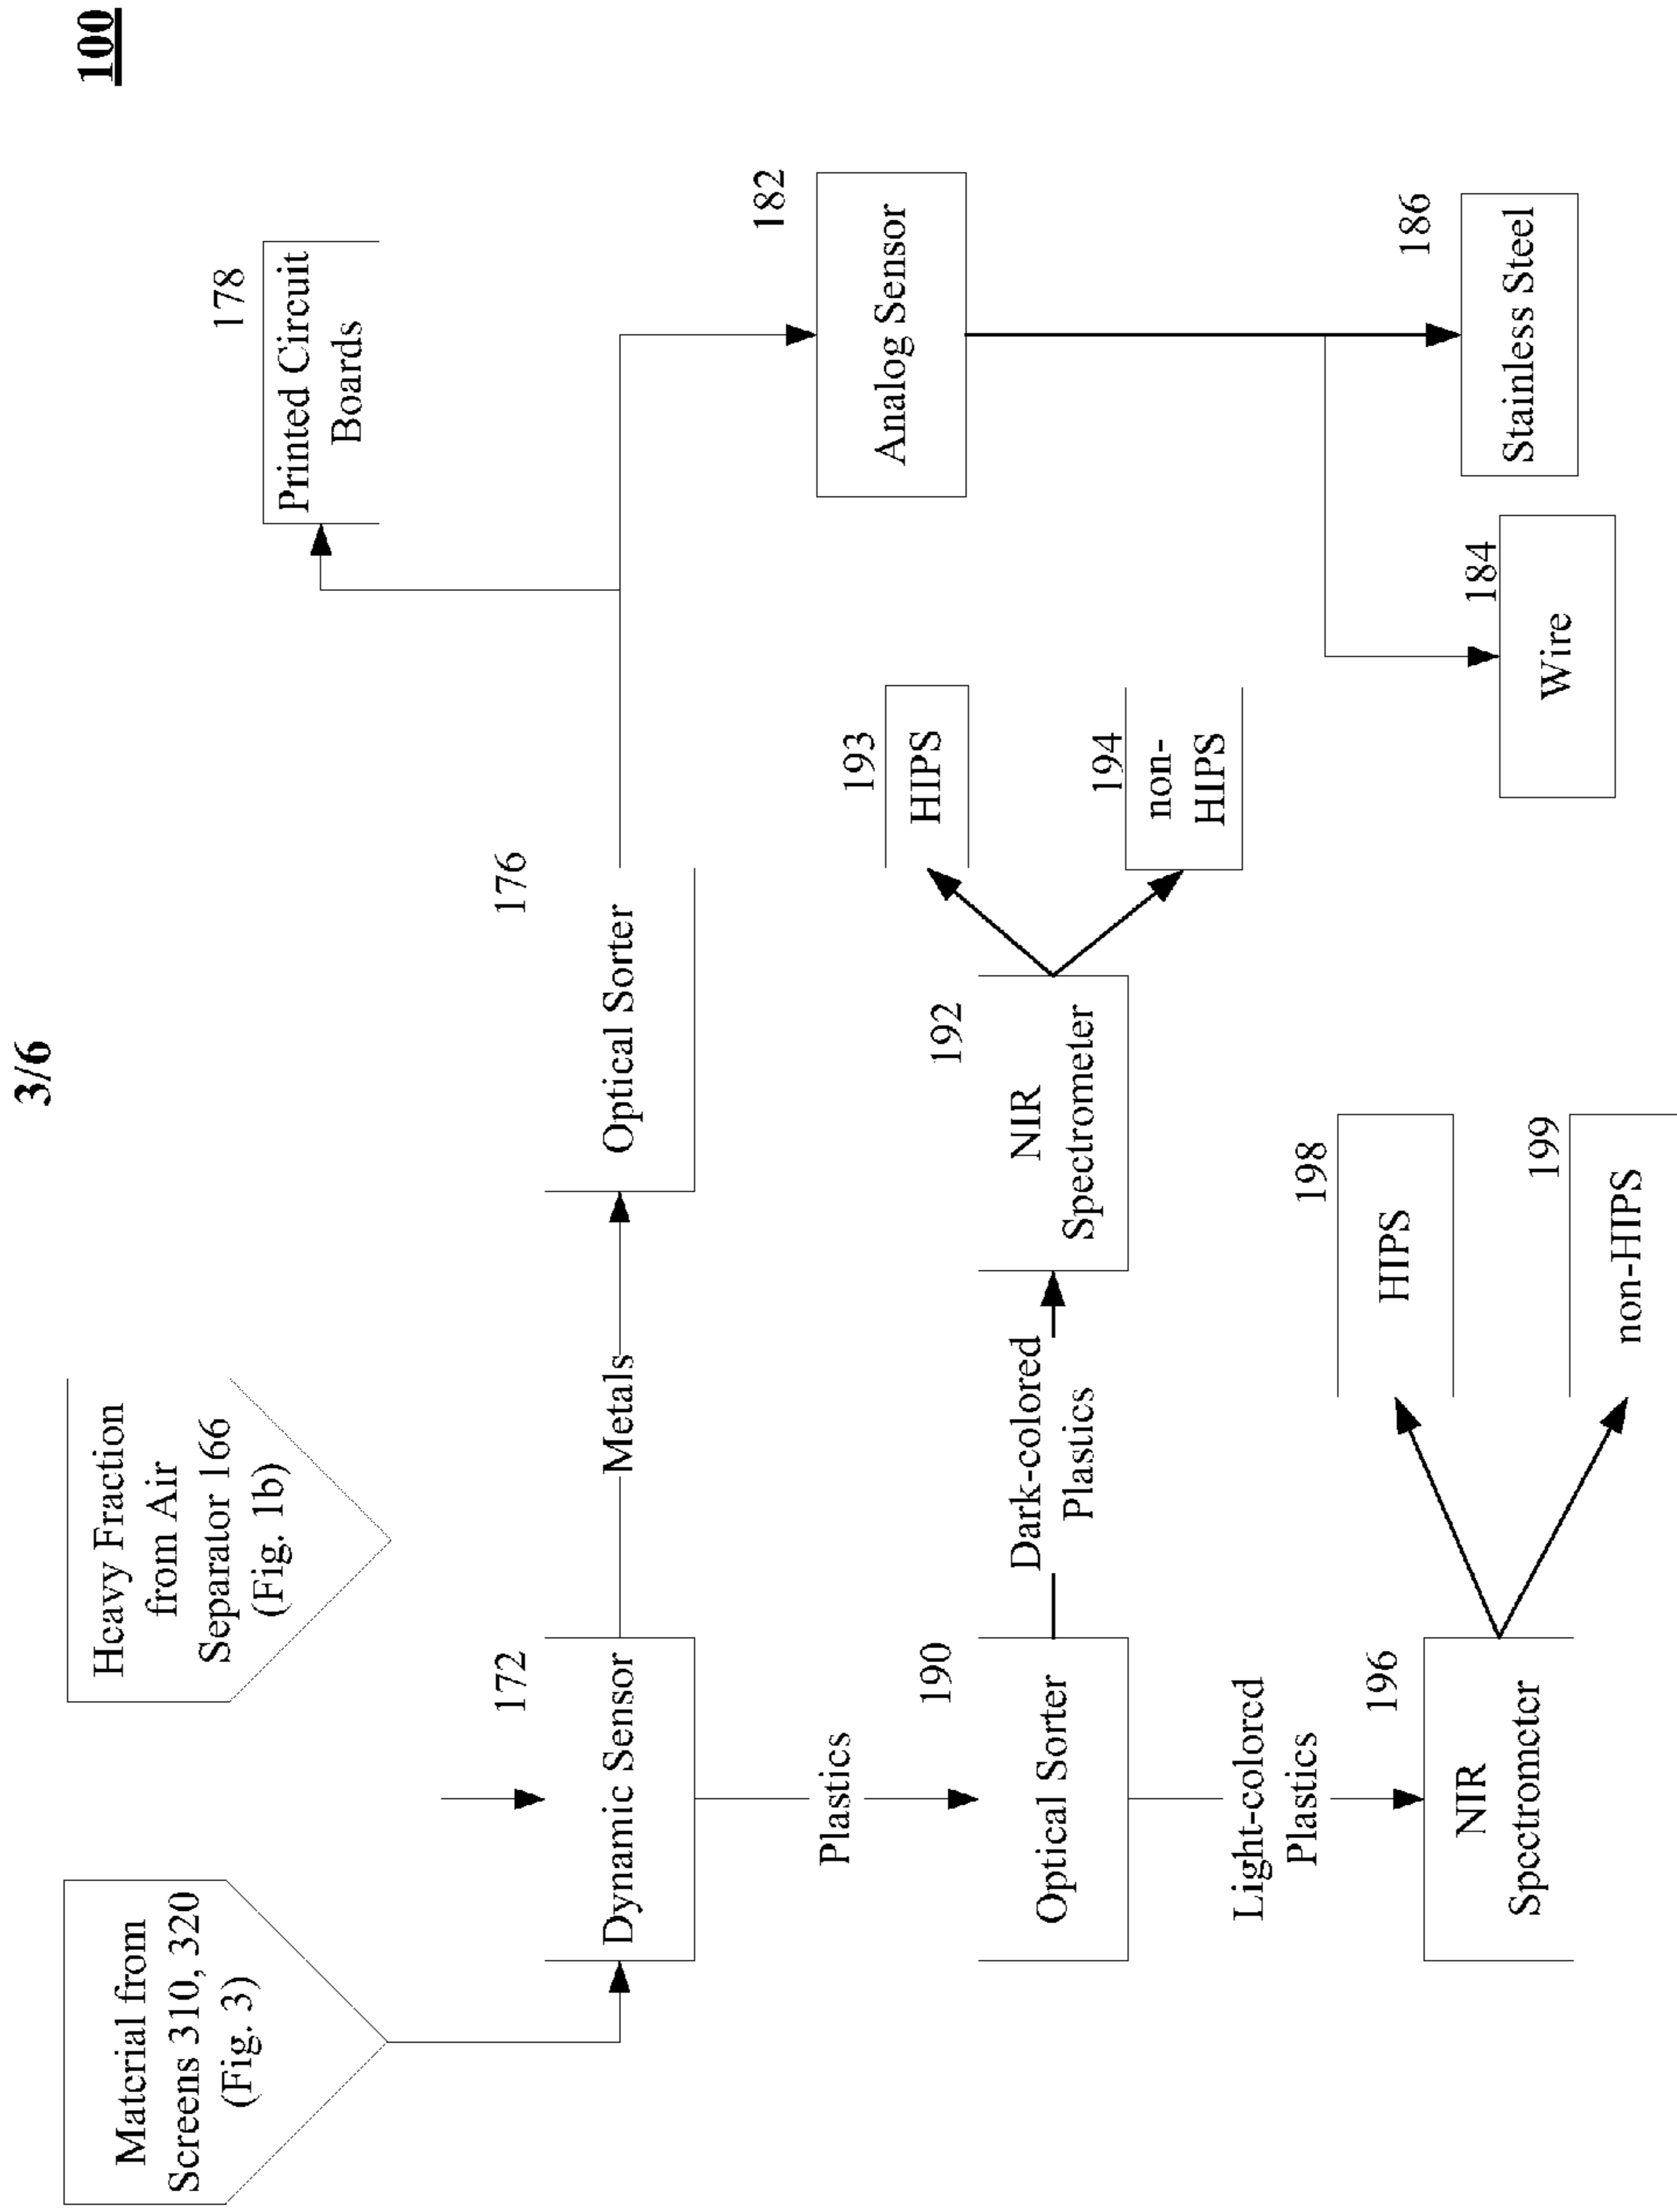 3/6
100
Material from
Screens 310, 320
(Fig. 3)
Heavy Fraction
from Air
Separator 166
(Fig. 1b)
178
Printed Circuit
Boards
172
Dynamic Sensor
Metals
176
Optical Sorter
182
Analog Sensor
Plastics
190
Optical Sorter
Dark-colored
Plastics
192
NIR
Spectrometer
193
HIPS
194
non-
HIPS
Light-colored
Plastics
196
NIR
Spectrometer
198
HIPS
199
non-HIPS
184
Wire
186
Stainless Steel